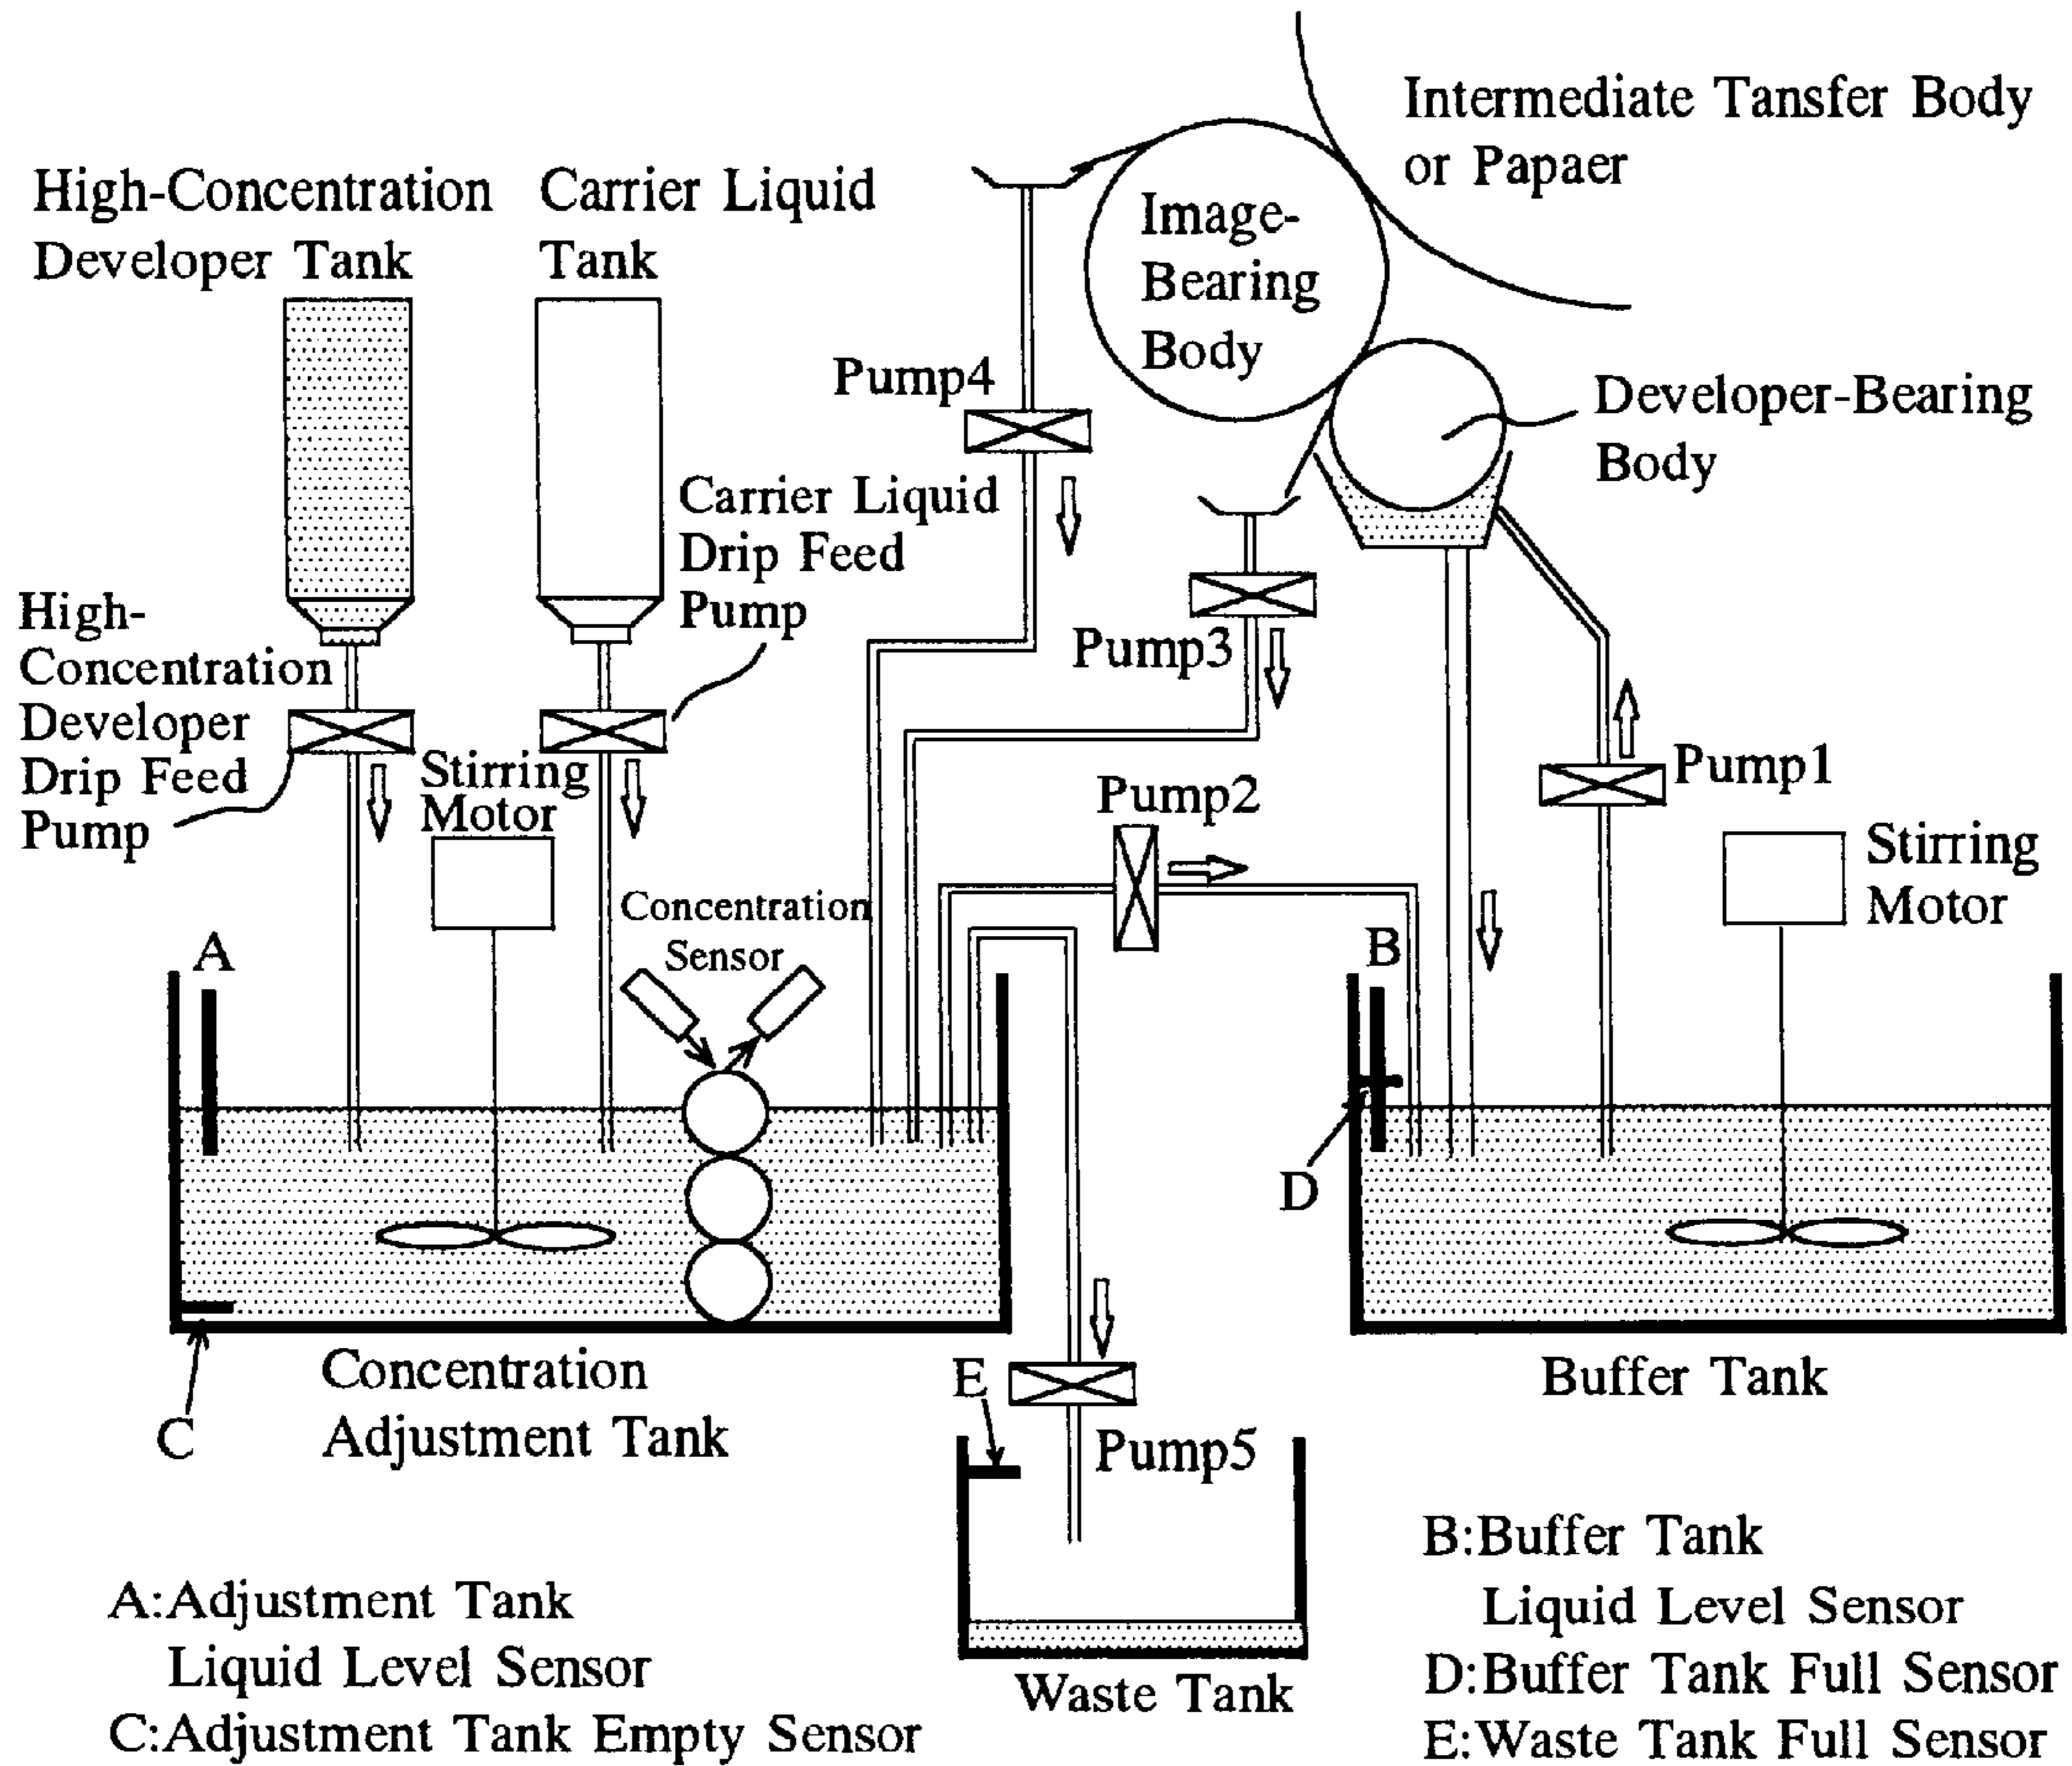 Intermediate Tansfer Body
or Papaer
High-Concentration
Developer Tank
Carrier Liquid
Tank
Image-
Bearing
Body
Pump4
Developer-Bearing
Body
Carrier Liquid
Drip Feed
Pump
High-
Concentration
Developer
Drip Feed
Pump
Pump3
Stirring
Motor
Pump2
Pump1
Stirring
Motor
Concentration
Sensor
A
B
D
C
Concentration
Adjustment Tank
E
Pump5
Buffer Tank
Waste Tank
A:Adjustment Tank
Liquid Level Sensor
C:Adjustment Tank Empty Sensor
B:Buffer Tank
Liquid Level Sensor
D:Buffer Tank Full Sensor
E:Waste Tank Full Sensor